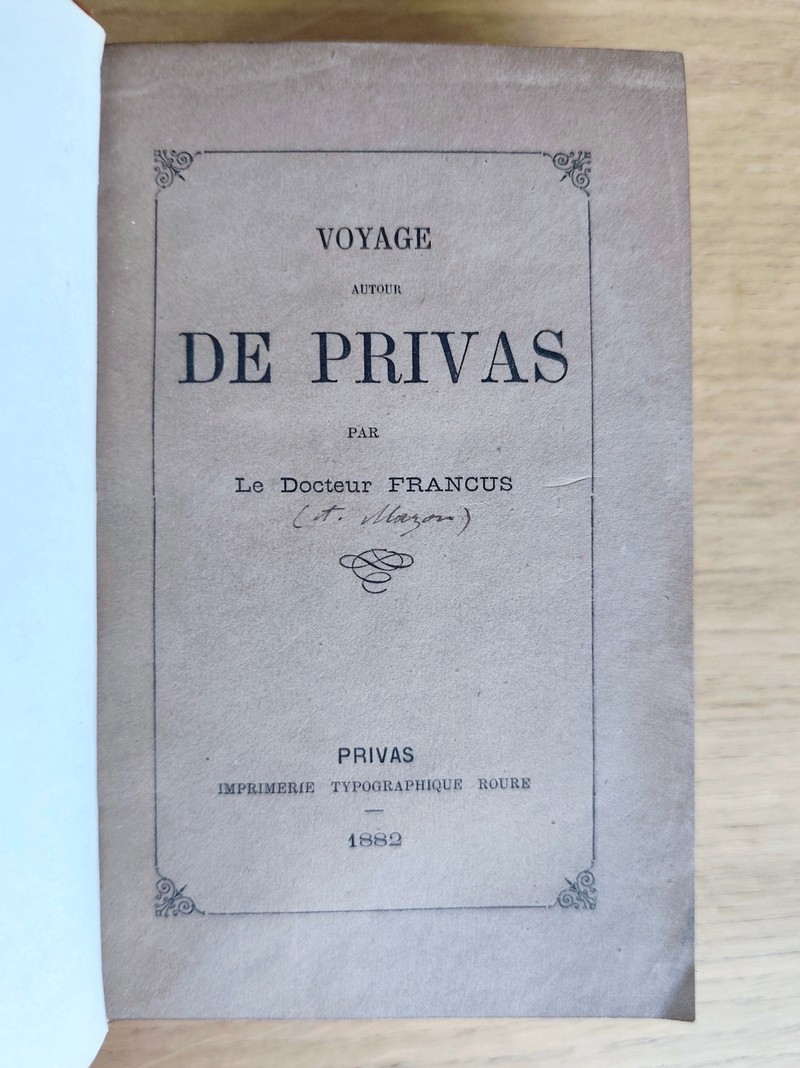 VOYAGE
AUTOUR
DE PRIVAS
PAR
Le Docteur FRANCUS
(A. Mazon)
PRIVAS
IMPRIMERIE TYPOGRAPHIQUE ROURE
1882